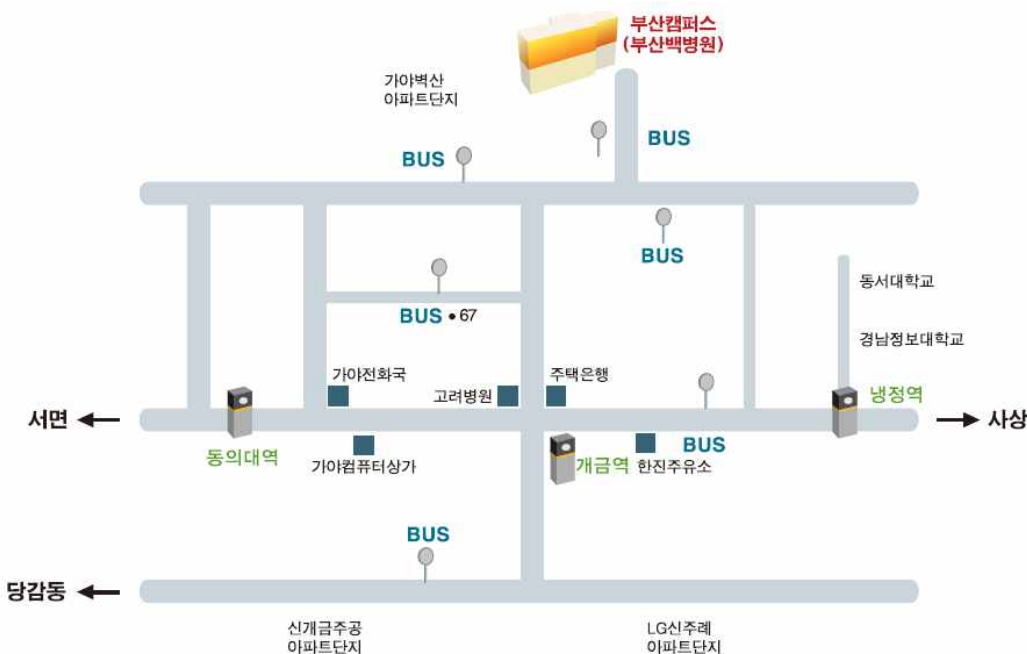 부산캠퍼스
(부산백병원)
가야벽산
아파트단지
BUS
BUS
BUS
동서대학교
BUS • 67
경남정보대학교
가야전화국
고려병원
주택은행
냉정역
서면
사상
동의대역
가야컴퓨터상가
개금역
한진주유소
BUS
BUS
당감동
신개금주공
아파트단지
LG신주례
아파트단지